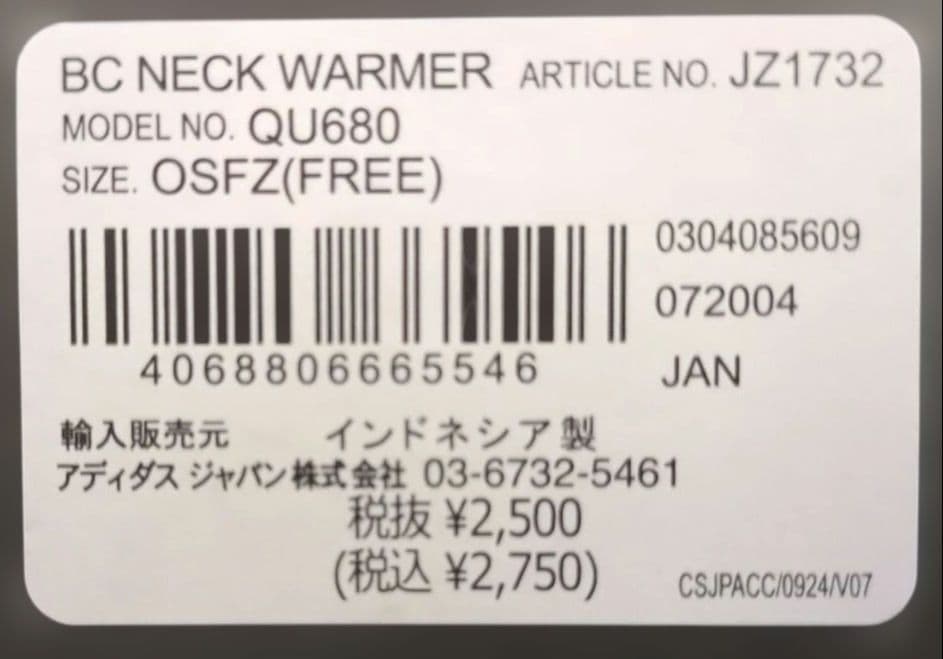 BC NECK WARMER ARTICLE NO. JZ1732
MODEL NO. QU680
SIZE. OSFZ(FREE)
0304085609
072004
4068806665546 JAN
輸入販売元 インドネシア製
アディダス ジャパン株式会社 03-6732-5461
税抜 ¥2,500
(税込 ¥2,750)
CSJPACC/0924/V07